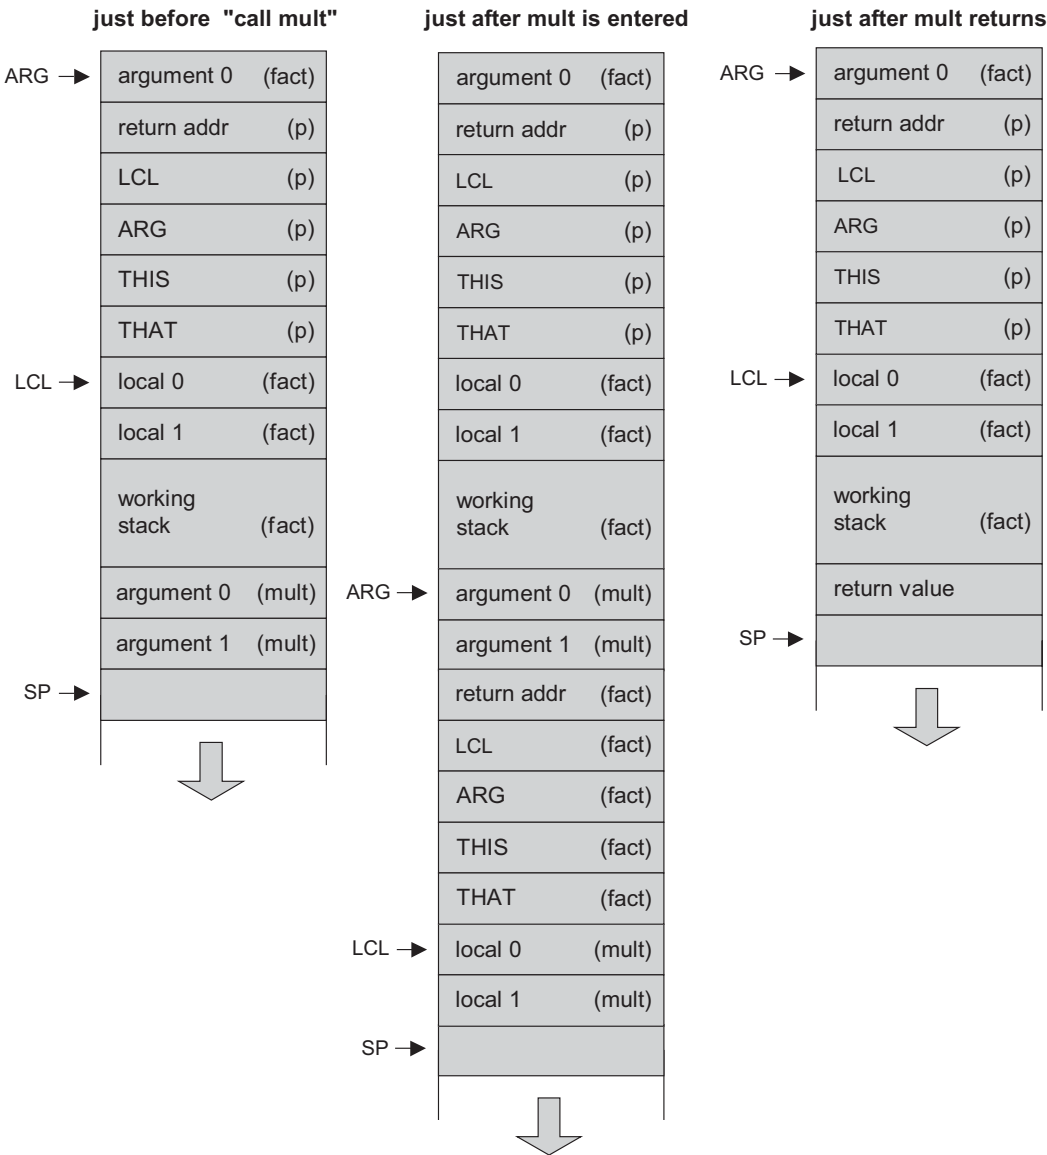 just before "call mult"
ARG
argument 0 (fact)
return addr (p)
LCL (p)
ARG (p)
THIS (p)
THAT (p)
LCL
local 0 (fact)
local 1 (fact)
working
stack (fact)
argument 0 (mult)
argument 1 (mult)
SP
just after mult is entered
argument 0 (fact)
return addr (p)
LCL (p)
ARG (p)
THIS (p)
THAT (p)
local 0 (fact)
local 1 (fact)
working
stack (fact)
ARG
argument 0 (mult)
argument 1 (mult)
return addr (fact)
LCL (fact)
ARG (fact)
THIS (fact)
THAT (fact)
LCL
local 0 (mult)
local 1 (mult)
SP
just after mult returns
ARG
argument 0 (fact)
return addr (p)
LCL (p)
ARG (p)
THIS (p)
THAT (p)
LCL
local 0 (fact)
local 1 (fact)
working
stack (fact)
return value
SP